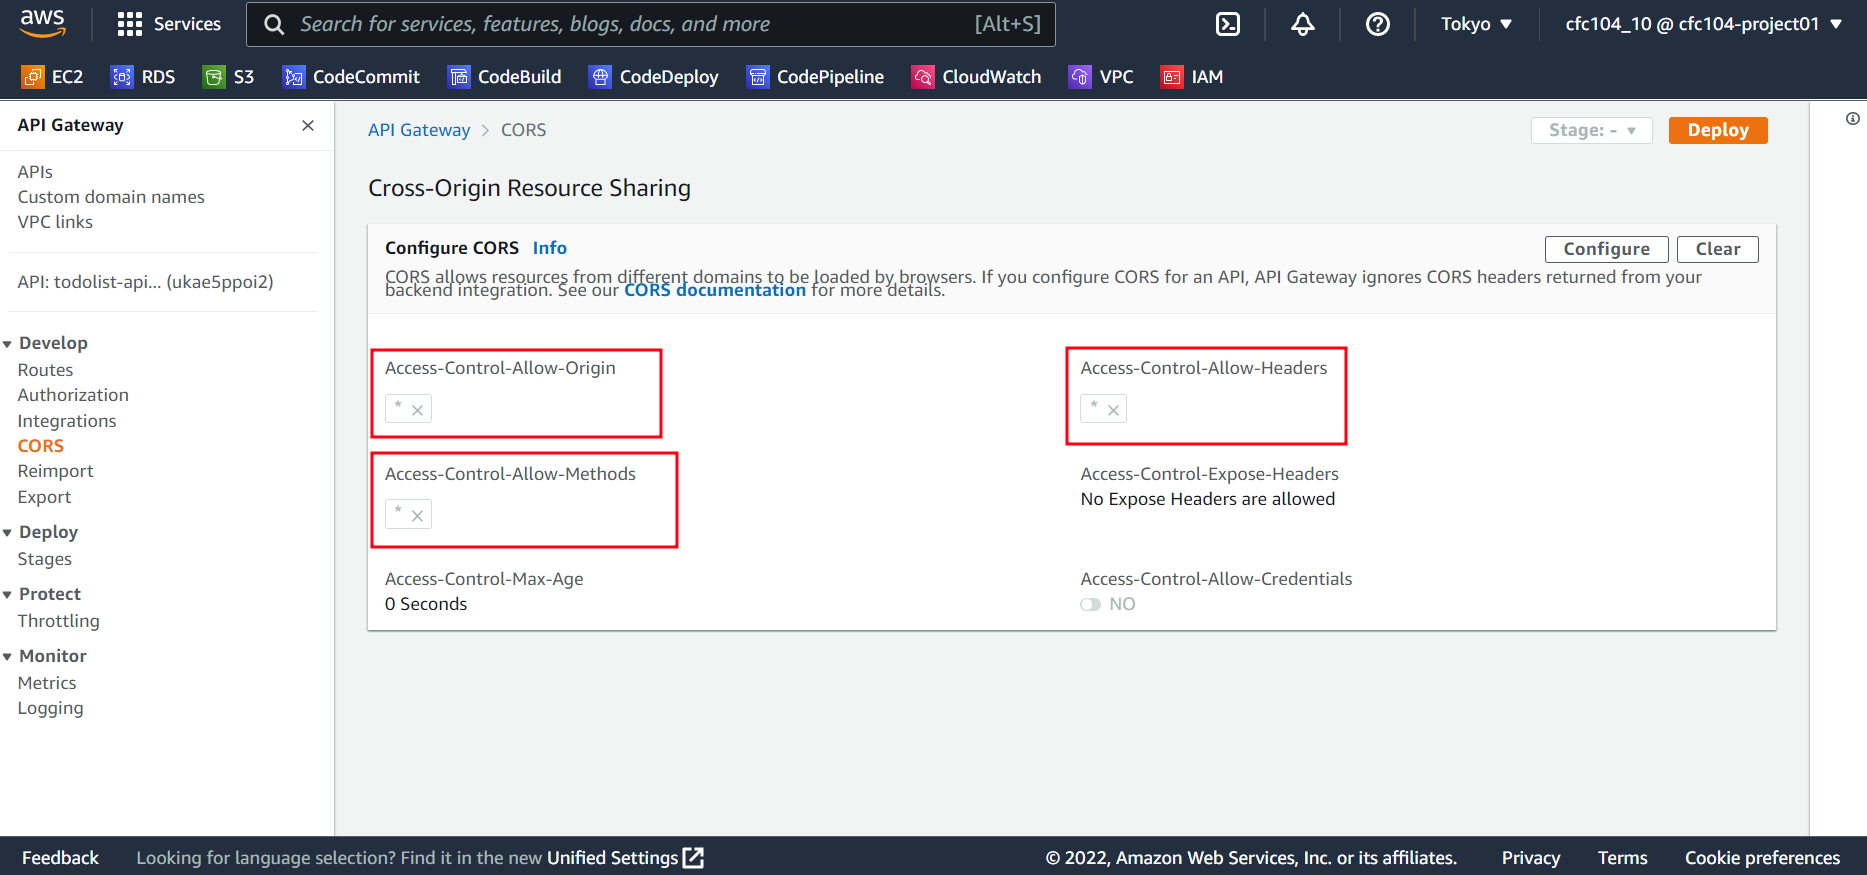 aws
Services
Search for services, features, blogs, docs, and more
[Alt+S]
Tokyo ▼
cfc104_10 @ cfc104-project01 ▼
EC2
RDS
S3
CodeCommit
CodeBuild
CodeDeploy
CodePipeline
CloudWatch
VPC
IAM
API Gateway
APIs
Custom domain names
VPC links
API: todolist-api... (ukae5ppoi2)
Develop
Routes
Authorization
Integrations
CORS
Reimport
Export
Deploy
Stages
Protect
Throttling
Monitor
Metrics
Logging
API Gateway > CORS
Stage: - ▼
Deploy
Cross-Origin Resource Sharing
Configure CORS Info
Configure
Clear
CORS allows resources from different domains to be loaded by browsers. If you configure CORS for an API, API Gateway ignores CORS headers returned from your
backend integration. See our CORS documentation for more details.
Access-Control-Allow-Origin
*
Access-Control-Allow-Headers
*
Access-Control-Allow-Methods
*
Access-Control-Expose-Headers
No Expose Headers are allowed
Access-Control-Max-Age
0 Seconds
Access-Control-Allow-Credentials
NO
Feedback
Looking for language selection? Find it in the new Unified Settings
© 2022, Amazon Web Services, Inc. or its affiliates.
Privacy
Terms
Cookie preferences